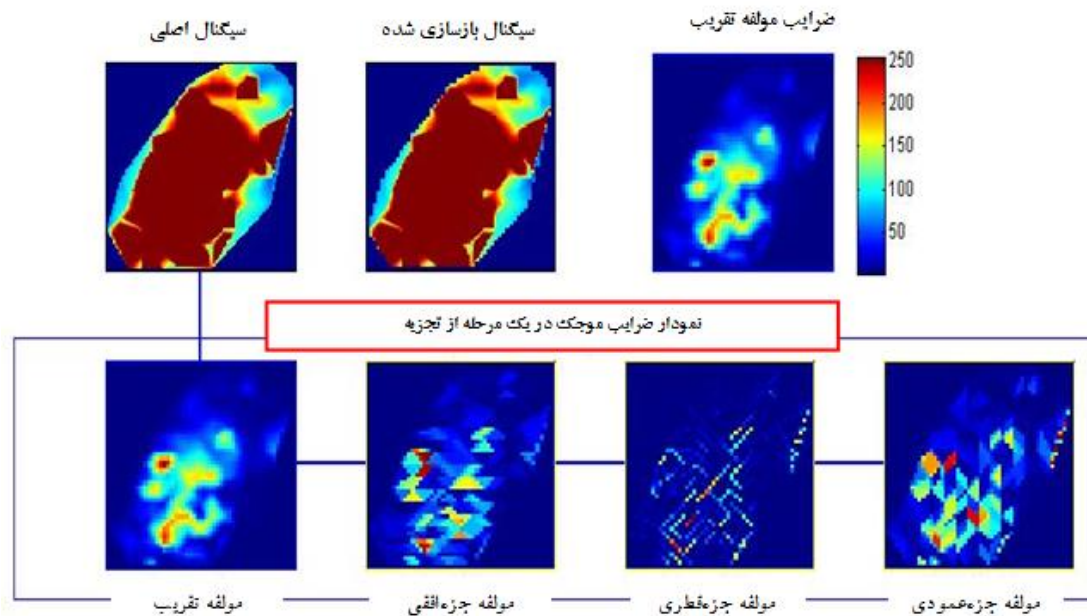 ضرایب مولفه تقریب
سیگنال بازسازی شده
سیگنال اصلی
250
200
150
100
50
نمودار ضرایب موجک در یک مرحله از تجزیه
مولفه جزءعمودی
مولفه جزءقطری
مولفه جزءافقی
مولفه تقریب